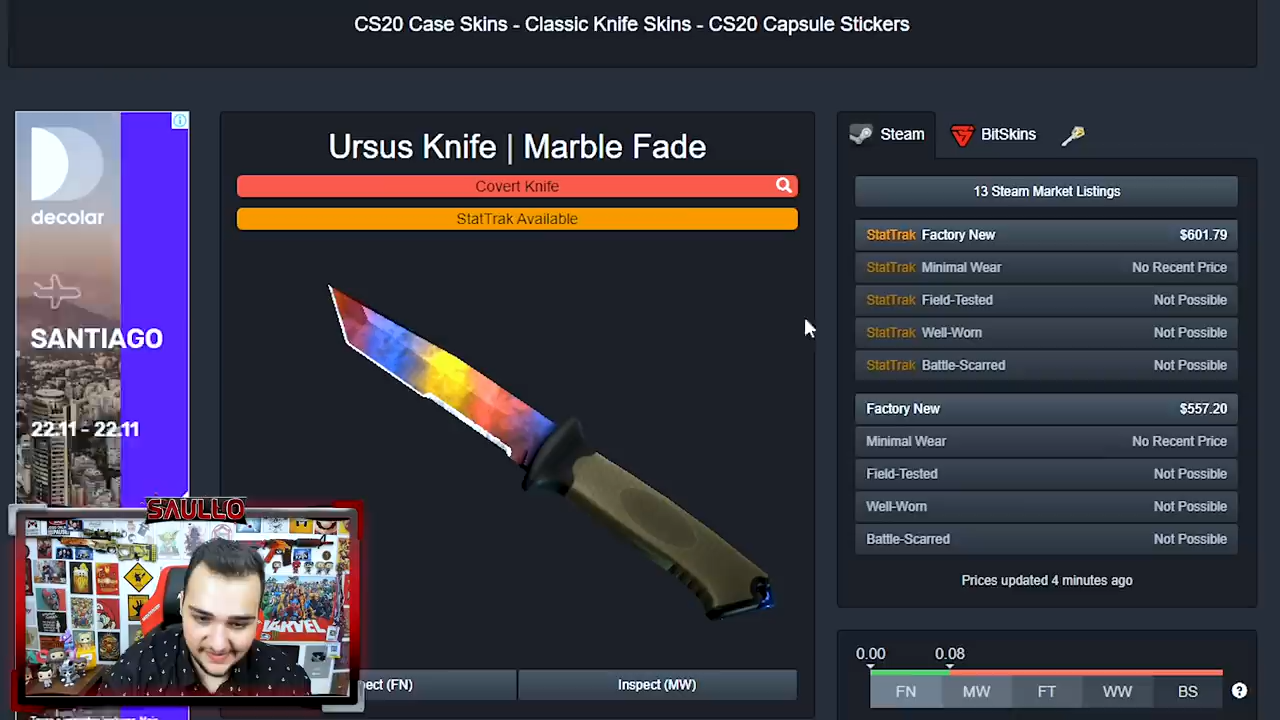 CS20 Case Skins - Classic Knife Skins - CS20 Capsule Stickers
decolar
SANTIAGO
22.11 - 22.11
Ursus Knife | Marble Fade
Covert Knife
StatTrak Available
Inspect (MW)
Steam
BitSkins
13 Steam Market Listings
StatTrak Factory New $601.79
StatTrak Minimal Wear No Recent Price
StatTrak Field-Tested Not Possible
StatTrak Well-Worn Not Possible
StatTrak Battle-Scarred Not Possible
Factory New $557.20
Minimal Wear No Recent Price
Field-Tested Not Possible
Well-Worn Not Possible
Battle-Scarred Not Possible
Prices updated 4 minutes ago
0.00 0.08
FN MW FT WW BS
SAULLO
MARVEL
pect (FN)